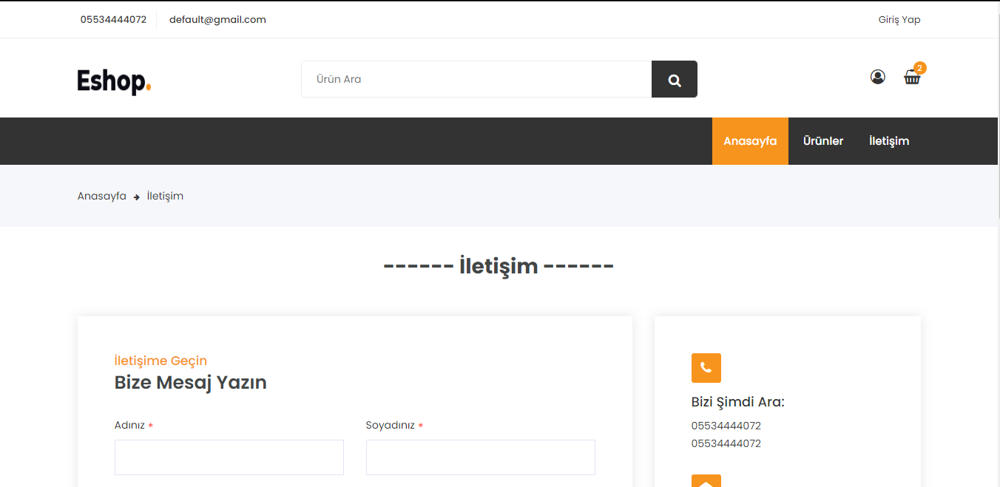 05534444072 default@gmail.com Giriş Yap
Eshop. Ürün Ara 2
Anasayfa Ürünler İletişim
Anasayfa İletişim
------ İletişim ------
İletişime Geçin
Bize Mesaj Yazın
Adınız * Soyadınız *
Bizi Şimdi Ara:
05534444072
05534444072